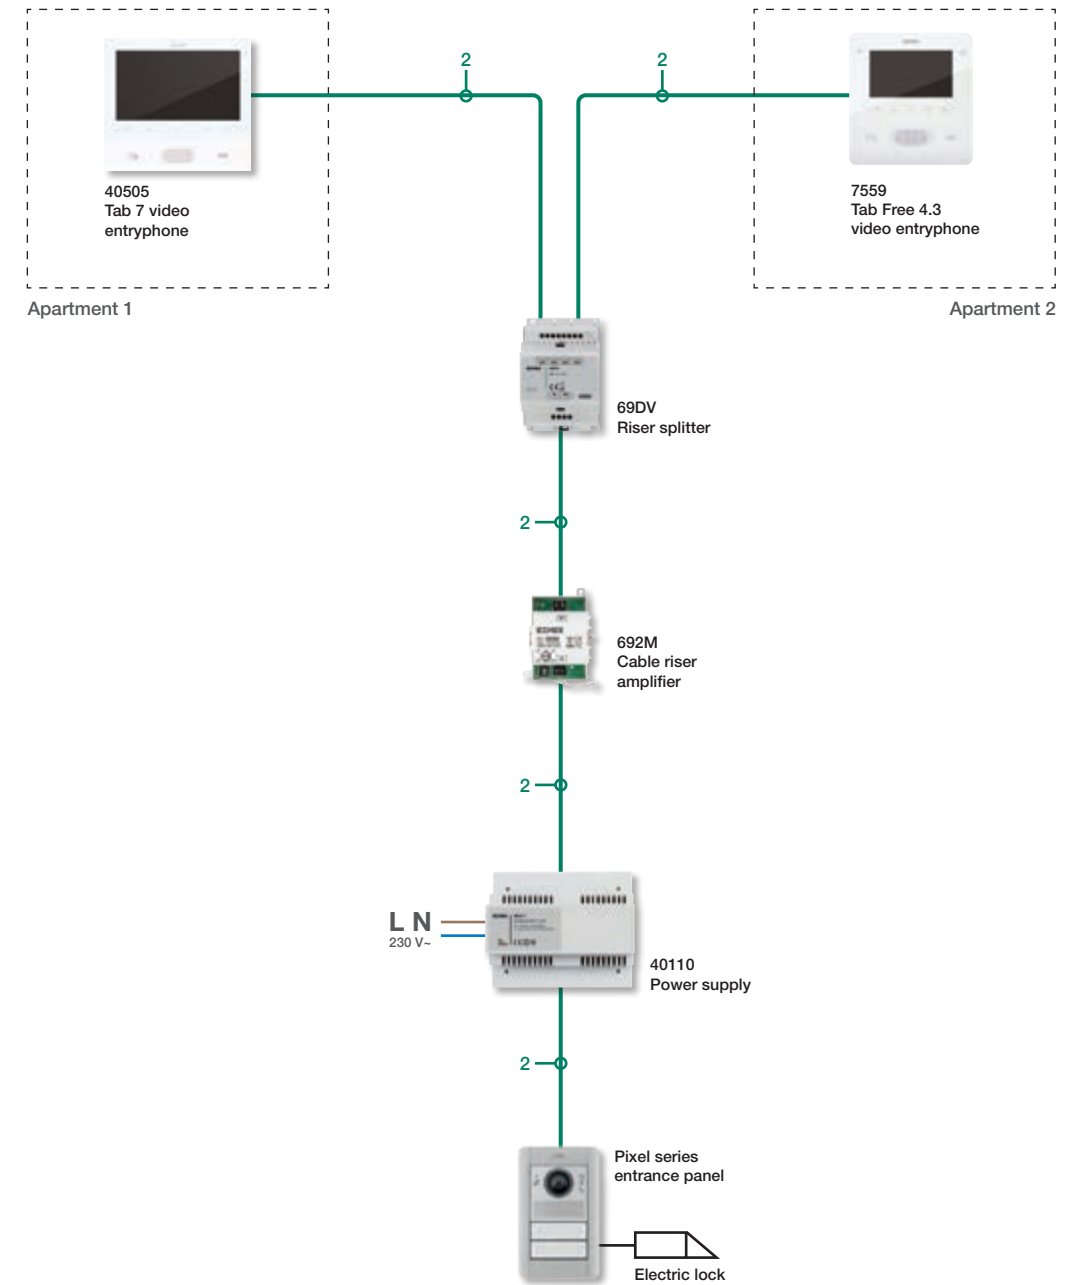 2
2
40505
Tab 7 video
entryphone
7559
Tab Free 4.3
video entryphone
Apartment 1
Apartment 2
69DV
Riser splitter
2
692M
Cable riser
amplifier
2
L N
230 V~
40110
Power supply
2
Pixel series
entrance panel
Electric lock